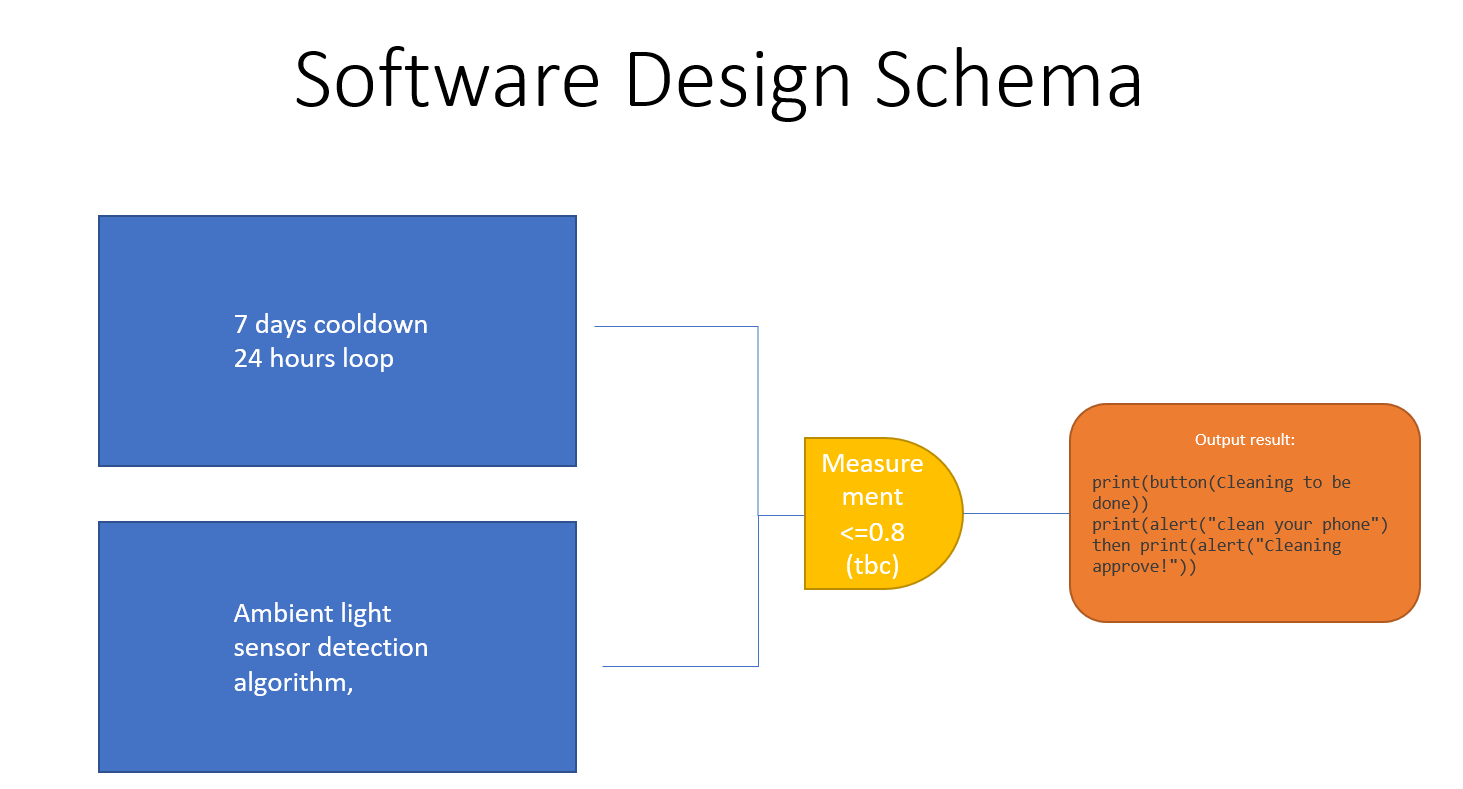 Software Design Schema
7 days cooldown
24 hours loop
Ambient light
sensor detection
algorithm,
Measure
ment
<=0.8
(tbc)
Output result:
print(button(Cleaning to be
done))
print(alert("clean your phone")
then print(alert("Cleaning
approve!"))